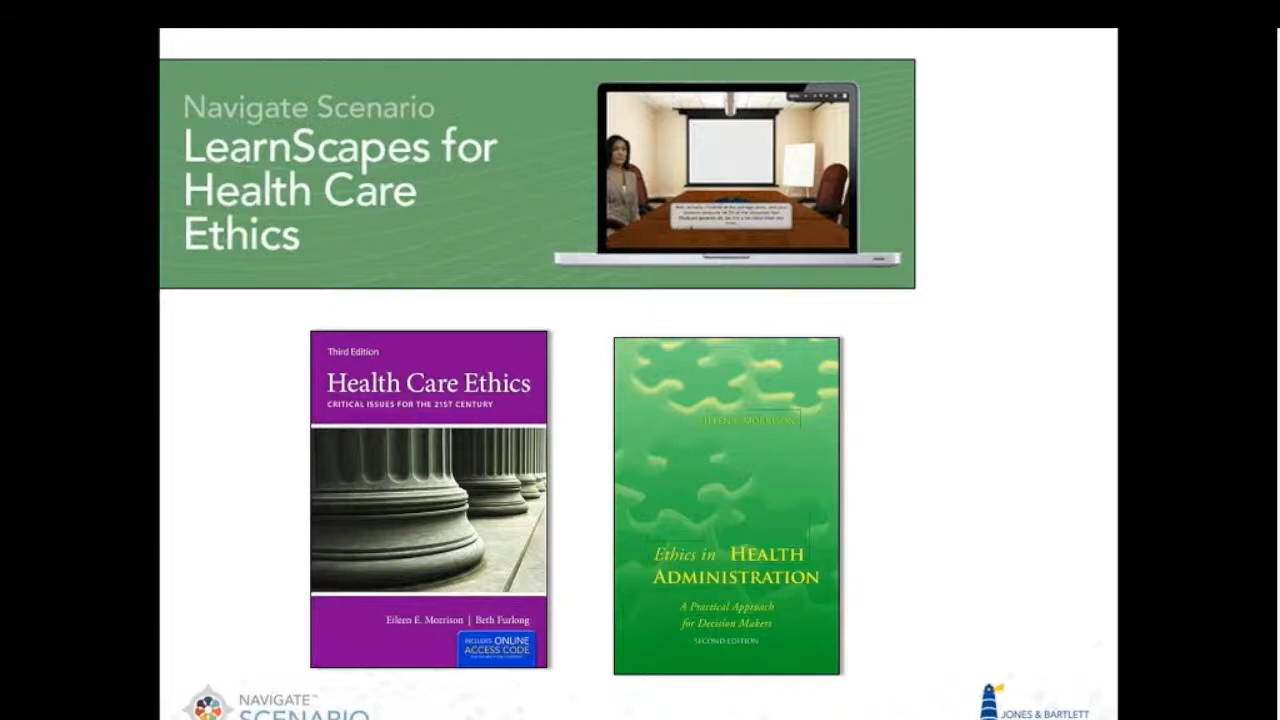 Navigate Scenario
LearnScapes for
Health Care
Ethics
Third Edition
Health Care Ethics
CRITICAL ISSUES FOR THE 21ST CENTURY
Eileen E. Morrison | Beth Furlong
INCLUDES ONLINE
ACCESS CODE
EILEEN E. MORRISON
Ethics in HEALTH
ADMINISTRATION
A Practical Approach
for Decision Makers
SECOND EDITION
NAVIGATE™
SCENARIO
JONES & BARTLETT